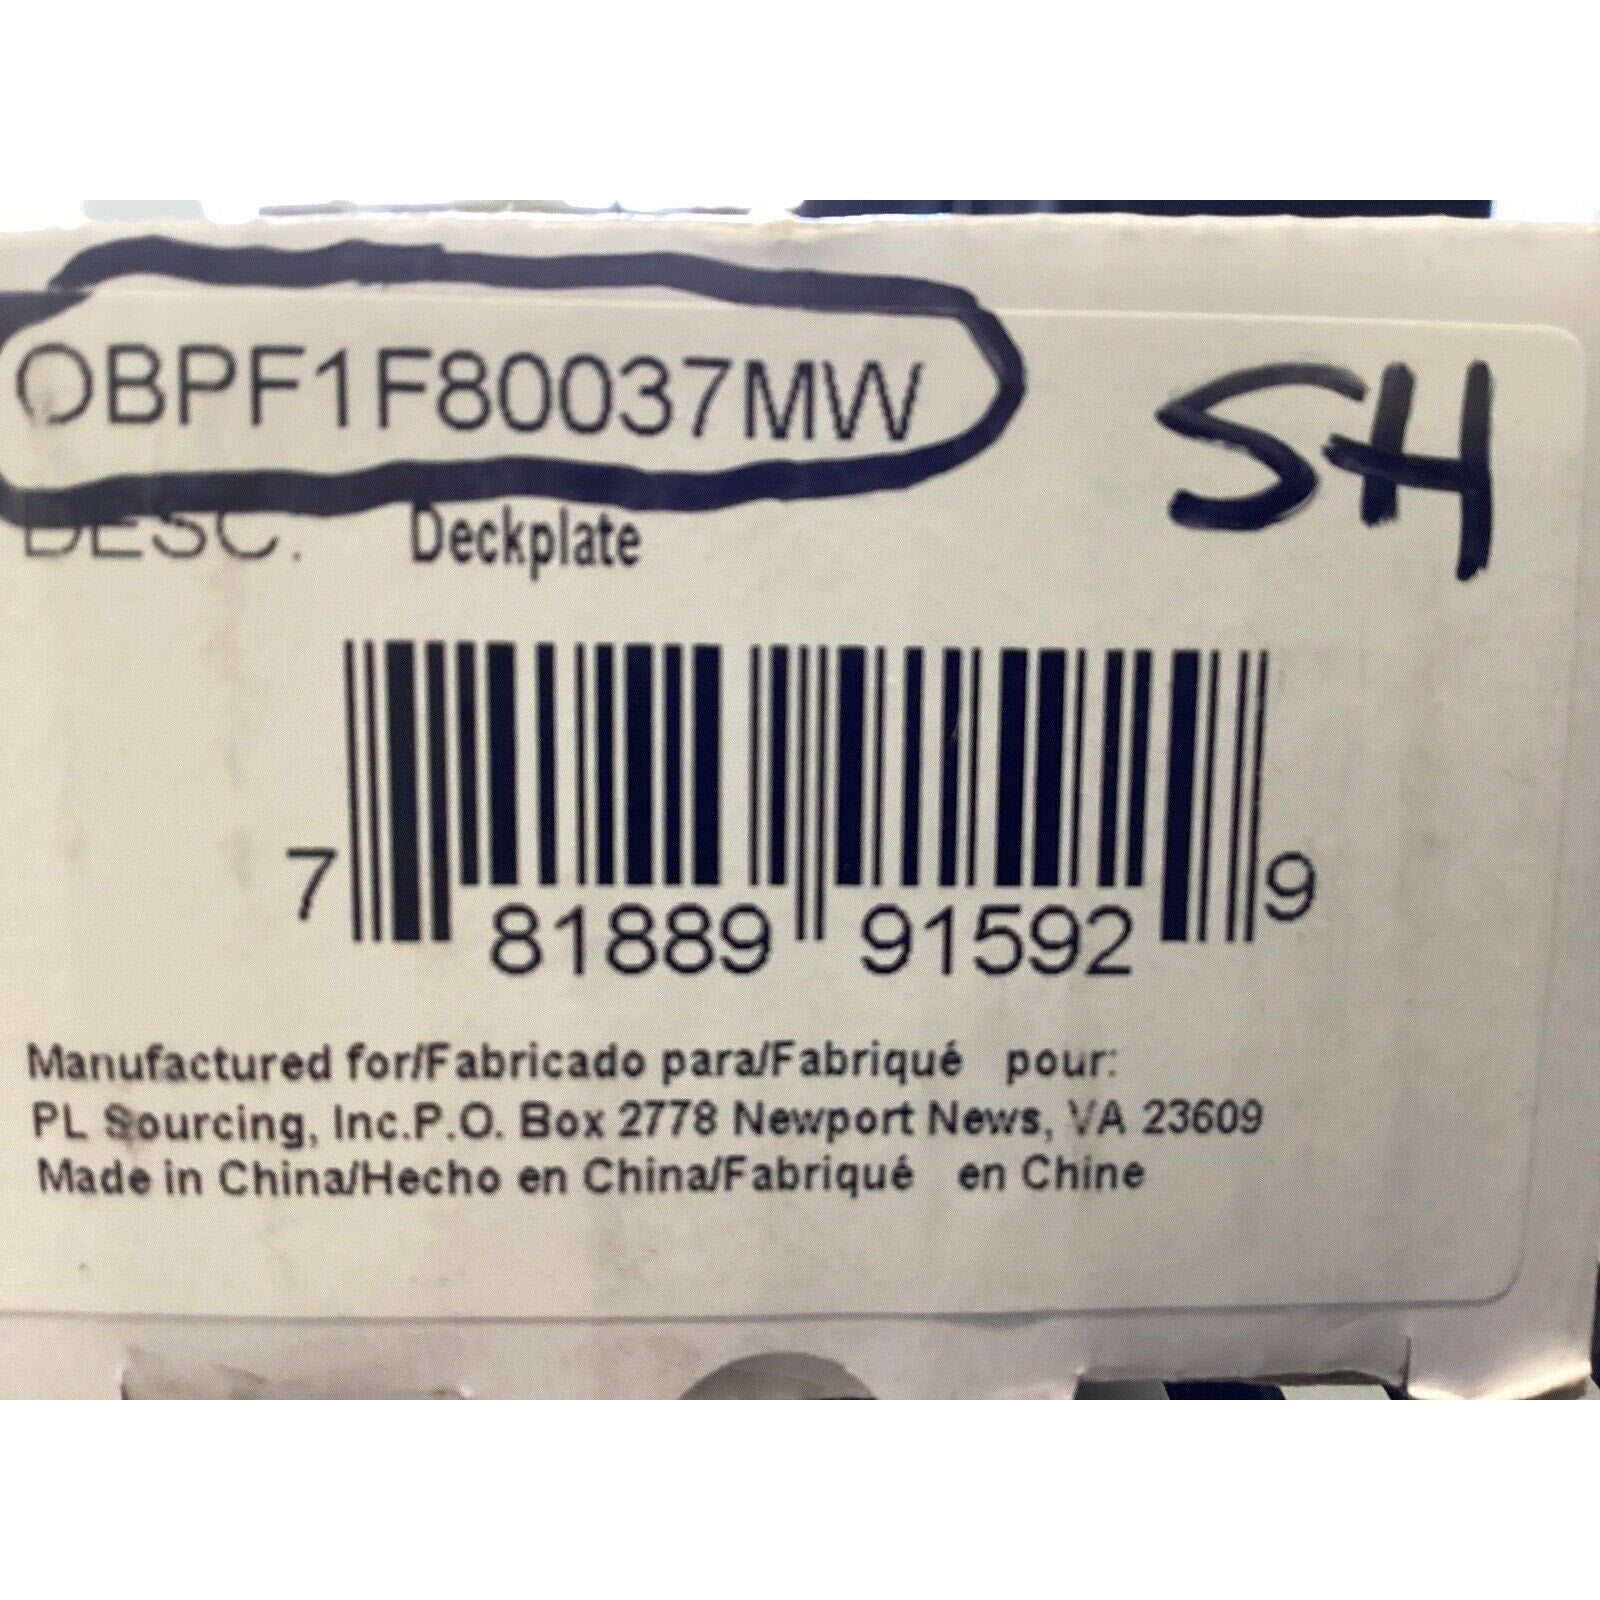 OBPF1F80037MW
SH
DESC. Deckplate
7 81889 91592 9
Manufactured for/Fabricado para/Fabriqué pour:
PL Sourcing, Inc.P.O. Box 2778 Newport News, VA 23609
Made in China/Hecho en China/Fabriqué en Chine